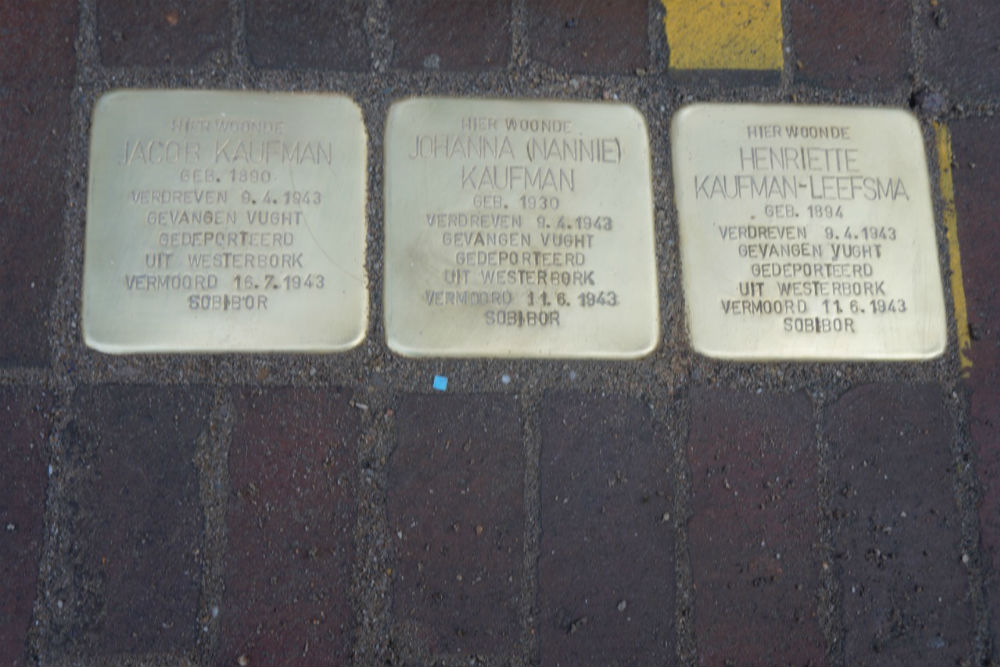 HIER WOONDE
JACOB KAUFMAN
GEB. 1890
VERDREVEN 9.4.1943
GEVANGEN VUGHT
GEDEPORTEERD
UIT WESTERBORK
VERMOORD 16.7.1943
SOBIBOR
HIER WOONDE
JOHANNA (NANNIE)
KAUFMAN
GEB. 1930
VERDREVEN 9.4.1943
GEVANGEN VUGHT
GEDEPORTEERD
UIT WESTERBORK
VERMOORD 11.6.1943
SOBIBOR
HIER WOONDE
HENRIETTE
KAUFMAN-LEEFSMA
GEB. 1894
VERDREVEN 9.4.1943
GEVANGEN VUGHT
GEDEPORTEERD
UIT WESTERBORK
VERMOORD 11.6.1943
SOBIBOR